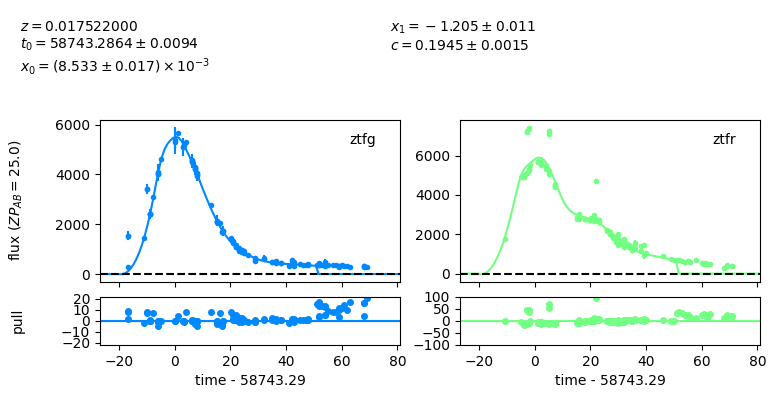 z = 0.017522000
t₀ = 58743.2864 ± 0.0094
x₀ = (8.533 ± 0.017) × 10⁻³
x₁ = −1.205 ± 0.011
c = 0.1945 ± 0.0015
flux (ZP_AB = 25.0)
6000
4000
2000
0
ztfg
6000
4000
2000
0
ztfr
pull
20
10
0
−10
−20
−20 0 20 40 60 80
time - 58743.29
100
50
0
−50
−100
−20 0 20 40 60 80
time - 58743.29